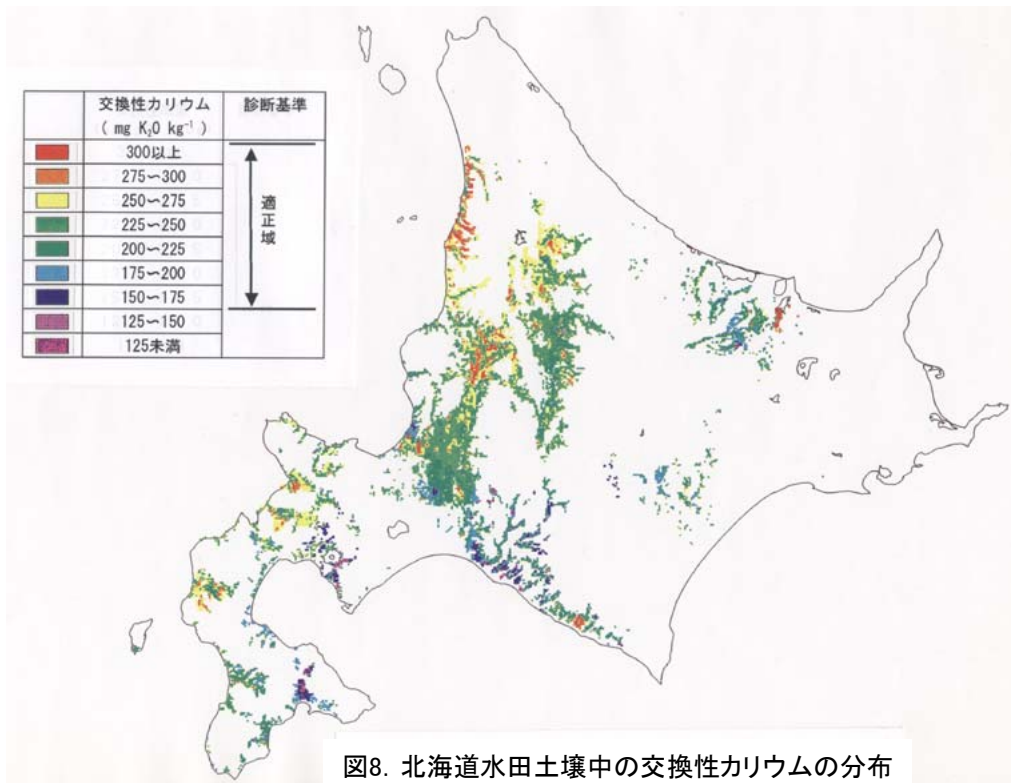 交換性カリウム 診断基準
( mg K₂O kg⁻¹ )
300以上
275〜300
250〜275
225〜250
200〜225
175〜200
150〜175
125〜150
125未満
適正域
図8. 北海道水田土壌中の交換性カリウムの分布